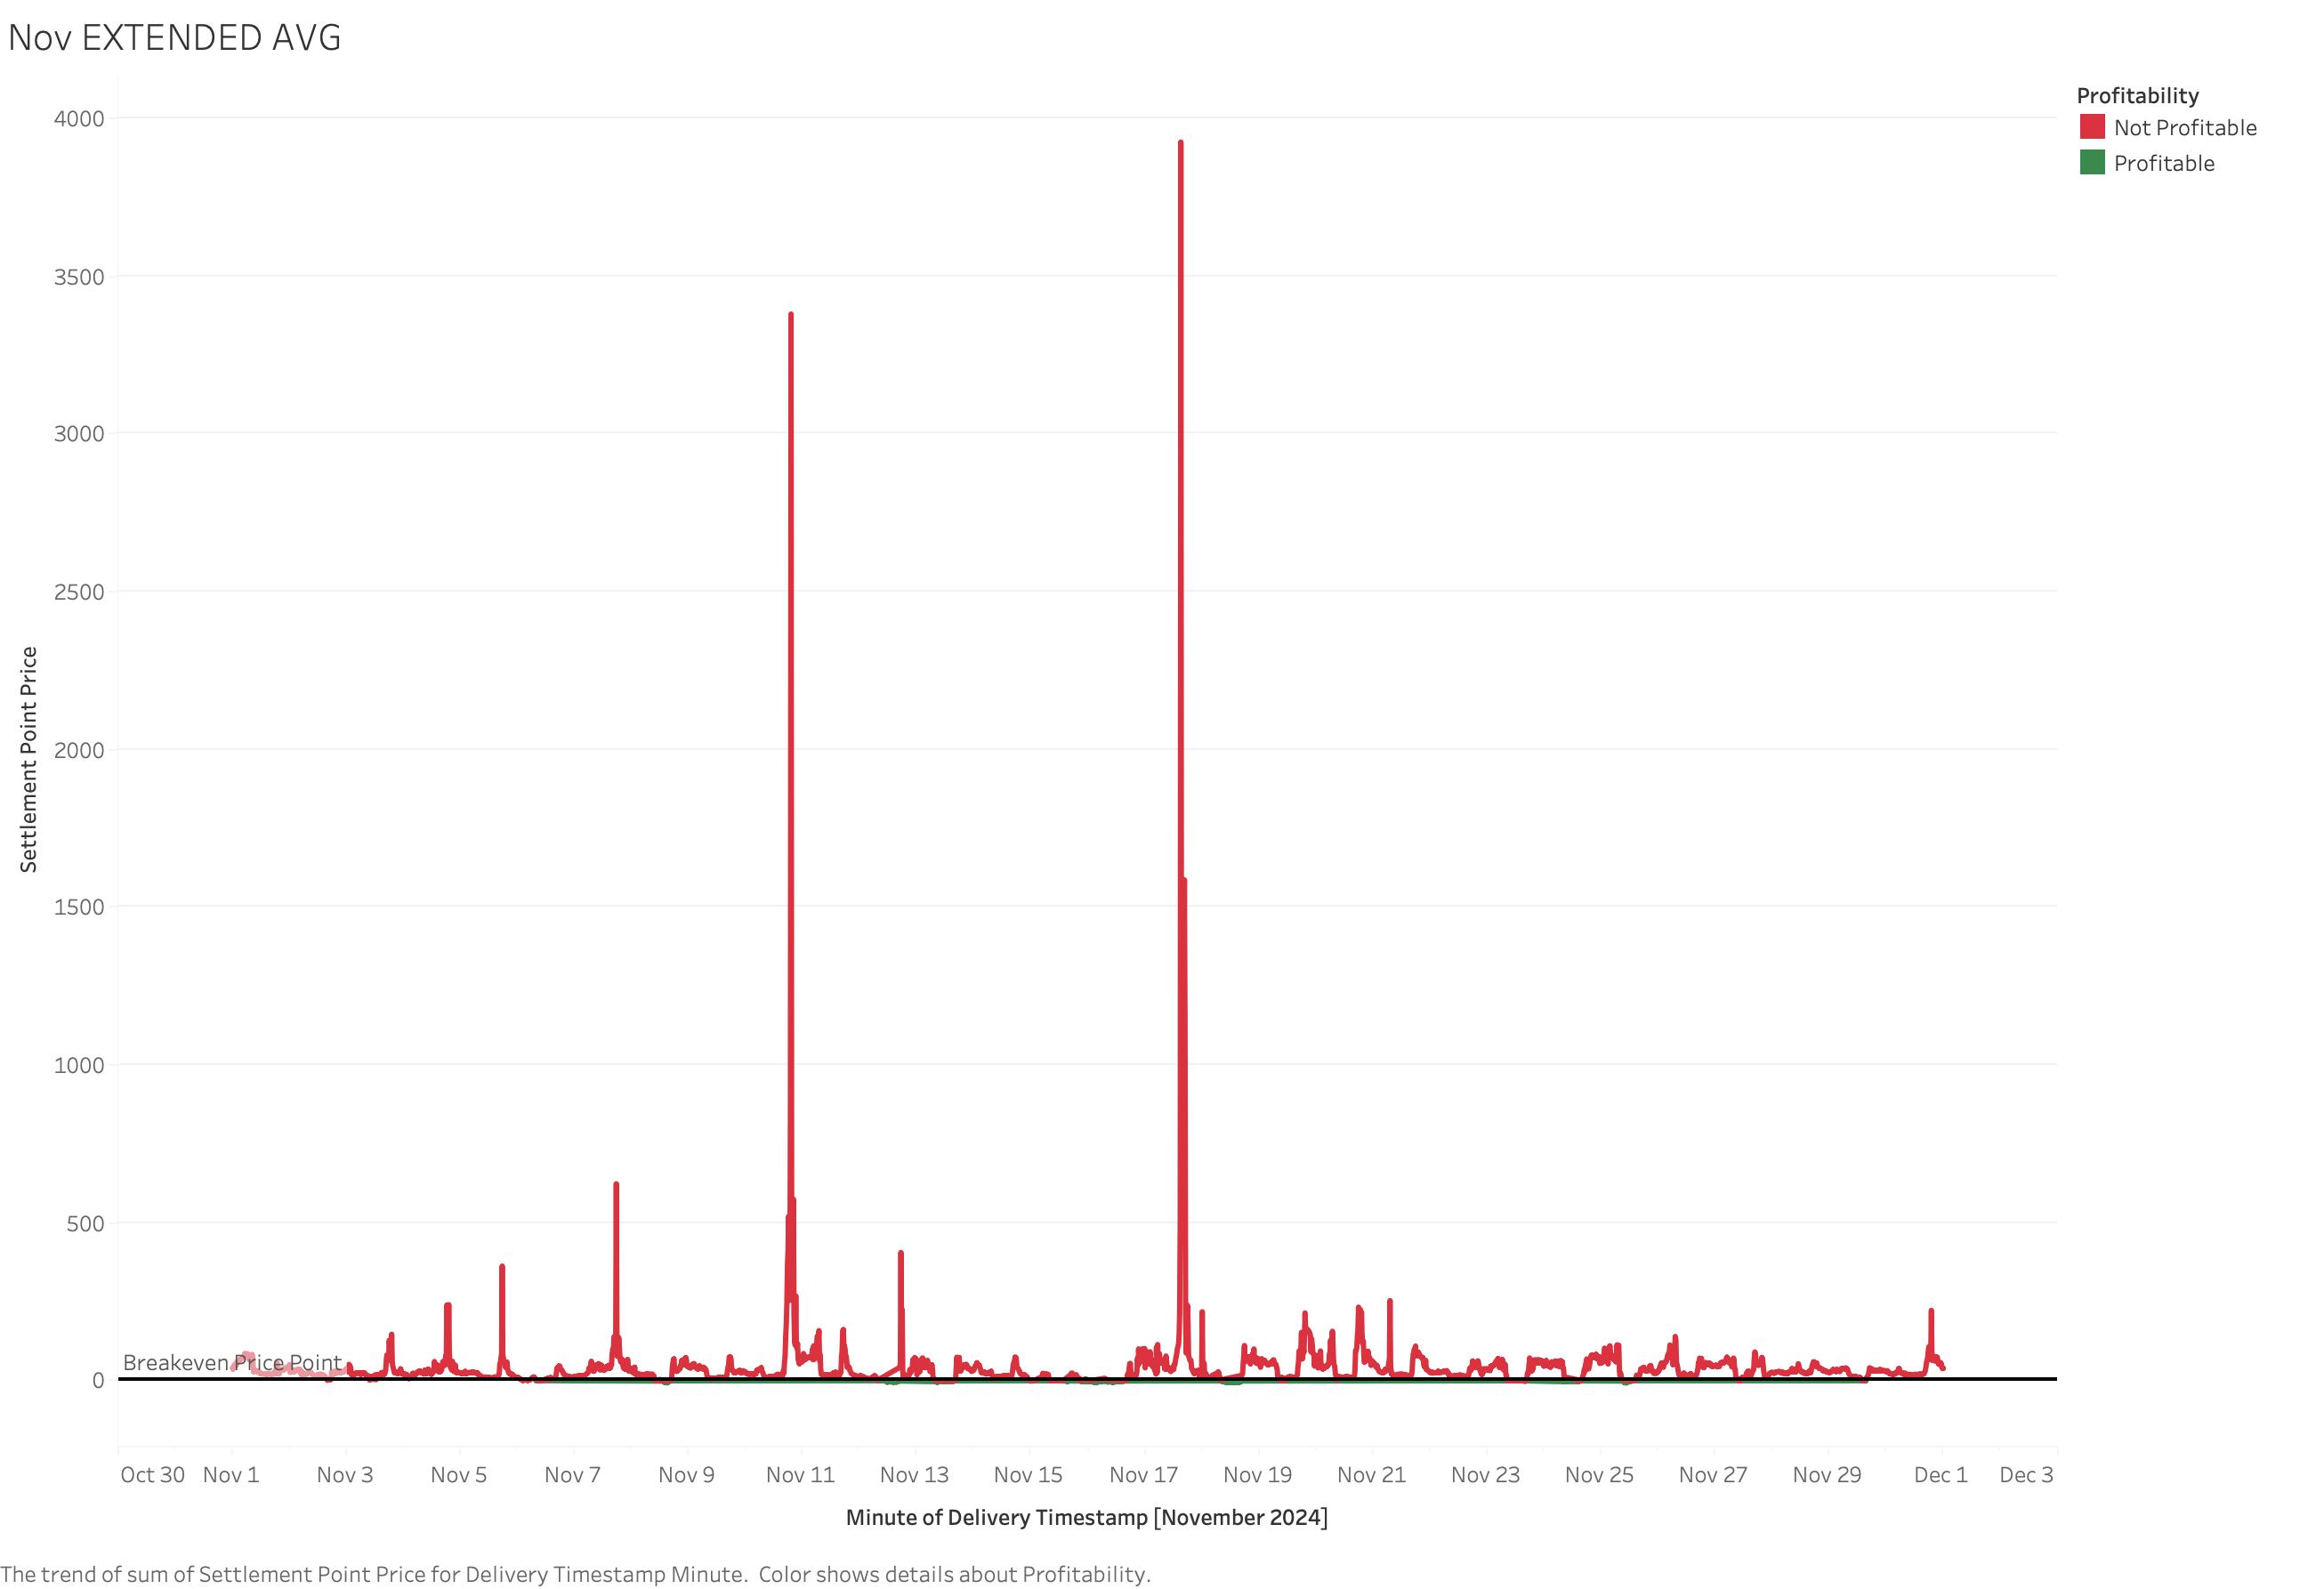 Nov EXTENDED AVG
Profitability
Not Profitable
Profitable
4000
3500
3000
2500
2000
1500
1000
500
0
Settlement Point Price
Breakeven Price Point
Oct 30 Nov 1 Nov 3 Nov 5 Nov 7 Nov 9 Nov 11 Nov 13 Nov 15 Nov 17 Nov 19 Nov 21 Nov 23 Nov 25 Nov 27 Nov 29 Dec 1 Dec 3
Minute of Delivery Timestamp [November 2024]
The trend of sum of Settlement Point Price for Delivery Timestamp Minute.  Color shows details about Profitability.